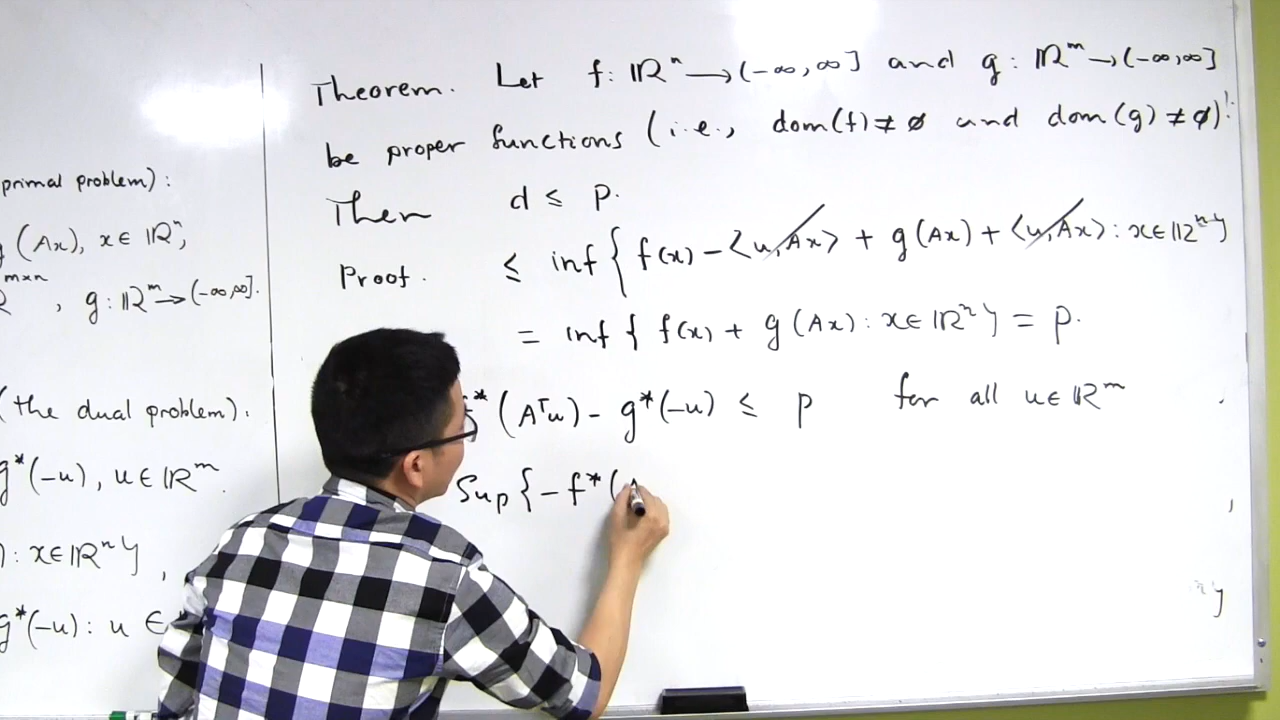 primal problem):
(Ax), x ∈ ℝⁿ,
m×n , g: ℝᵐ → (-∞,∞].
(the dual problem).
g*(-u), u ∈ ℝᵐ.
): x ∈ ℝⁿ},
g*(-u): u ∈
Theorem. Let f: ℝⁿ → (-∞, ∞] and g: ℝᵐ → (-∞,∞]
be proper functions (i.e., dom(f) ≠ ∅ and dom(g) ≠ ∅)!
Then d ≤ p.
Proof. ≤ inf { f(x) - ⟨u, Ax⟩ + g(Ax) + ⟨u, Ax⟩ : x ∈ ℝⁿ}
= inf { f(x) + g(Ax) : x ∈ ℝⁿ} = p.
*(Aᵀu) - g*(-u) ≤ p for all u ∈ ℝᵐ
Sup { -f*(